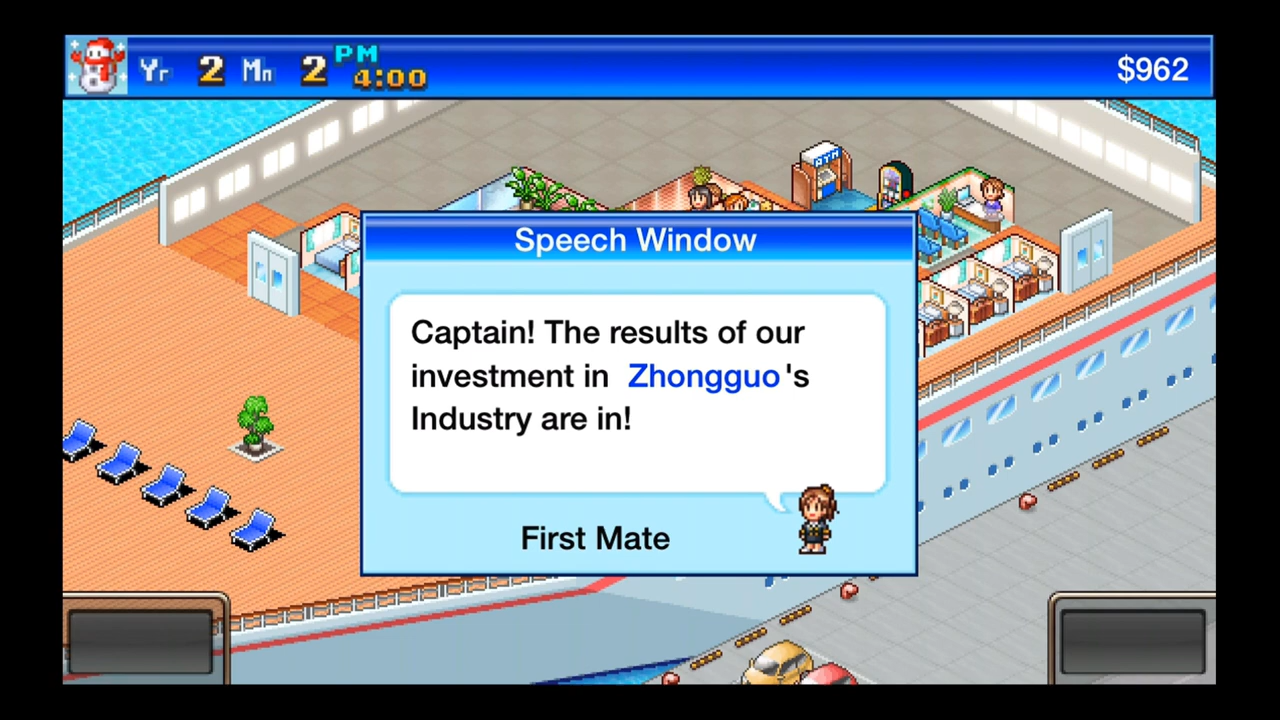 Yr 2 Mn 2 PM 4:00 $962
ATM
Speech Window
Captain! The results of our
investment in Zhongguo's
Industry are in!
First Mate